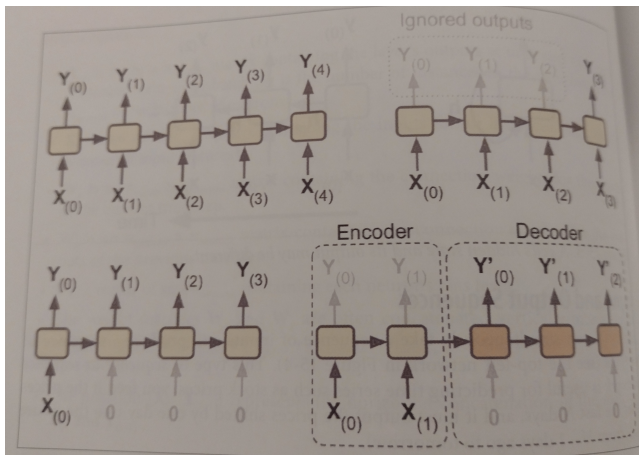 Ignored outputs
Y(0) Y(1) Y(2) Y(3) Y(4)
X(0) X(1) X(2) X(3) X(4)
Y(0) Y(1) Y(2) Y(3)
X(0) X(1) X(2) X(3)
Y(0) Y(1) Y(2) Y(3)
X(0) 0 0 0
Encoder Decoder
Y(0) Y(1) Y'(0) Y'(1) Y'(2)
X(0) X(1) 0 0 0